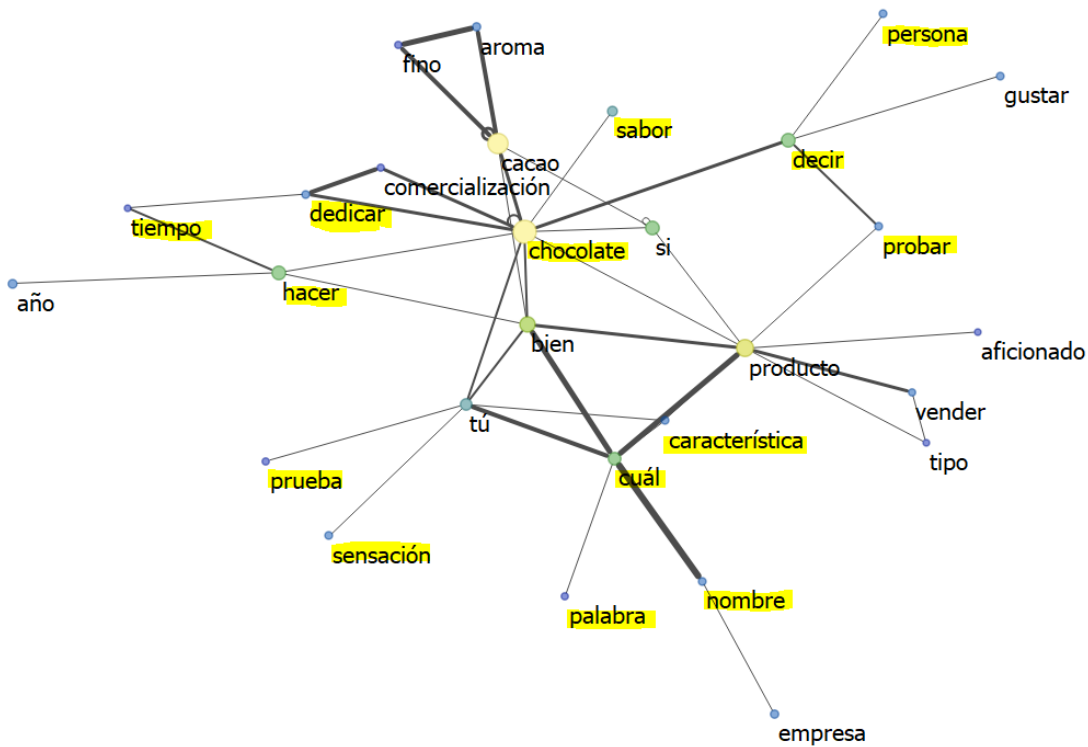 persona
aroma
fino
gustar
sabor
decir
cacao
comercialización
dedicar
tiempo
chocolate
si
probar
hacer
año
bien
aficionado
producto
vender
tú
característica
tipo
prueba
cuál
sensación
nombre
palabra
empresa